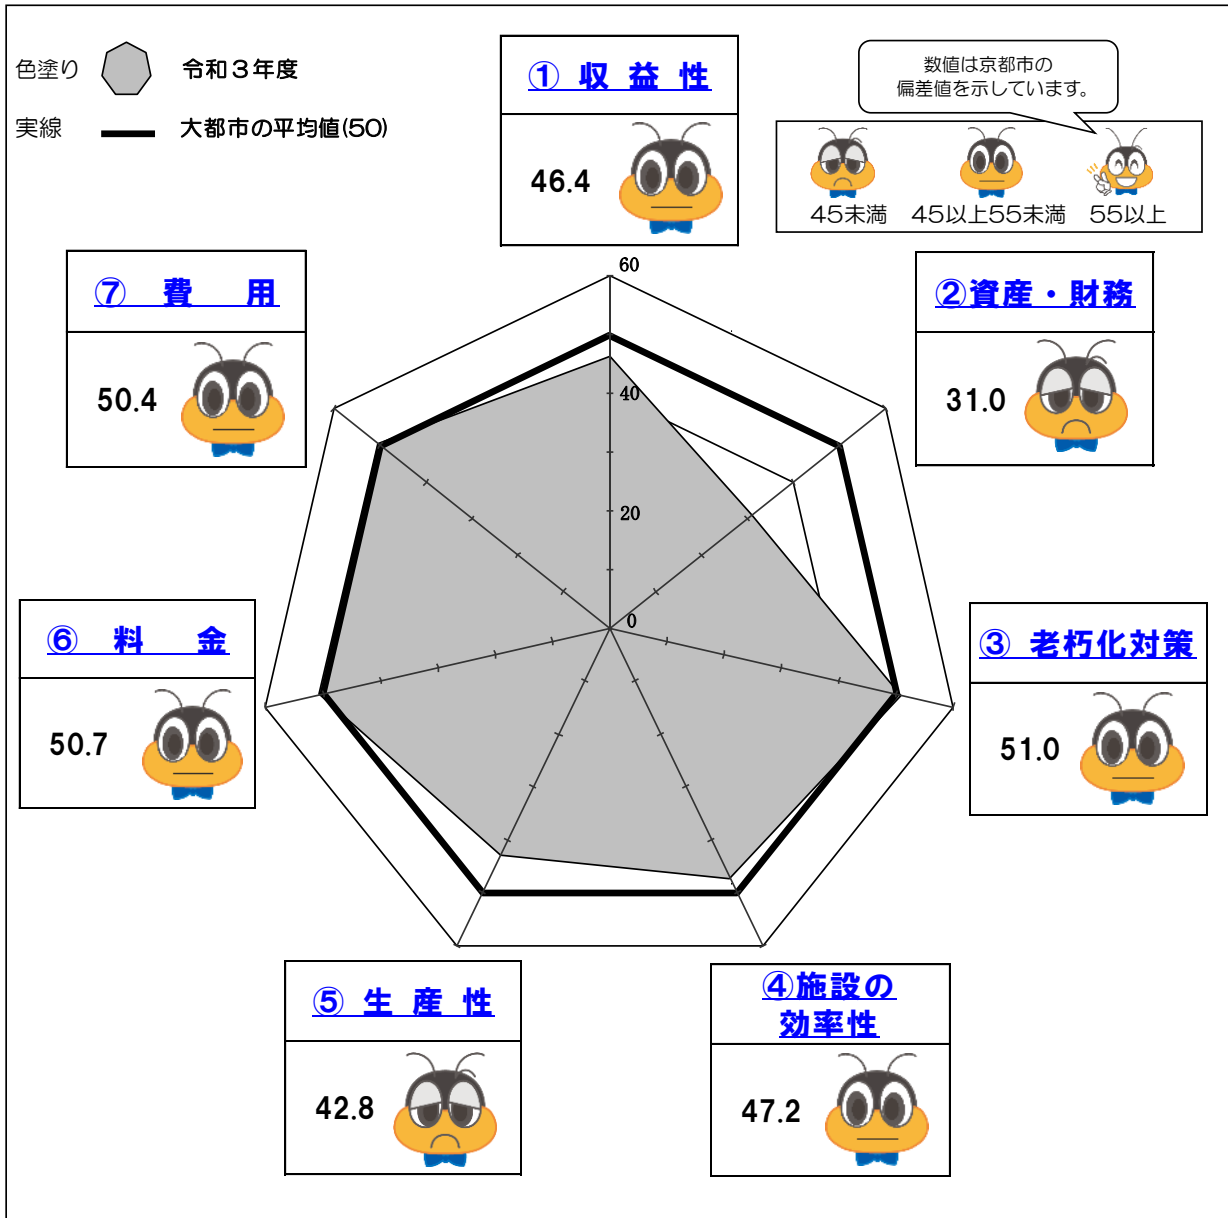 色塗り 令和３年度
実線 大都市の平均値(50)
① 収 益 性
46.4
数値は京都市の
偏差値を示しています。
45未満 45以上55未満 55以上
⑦ 費 用
50.4
②資産・財務
31.0
60
40
20
0
⑥ 料 金
50.7
③ 老朽化対策
51.0
⑤ 生 産 性
42.8
④施設の
効率性
47.2